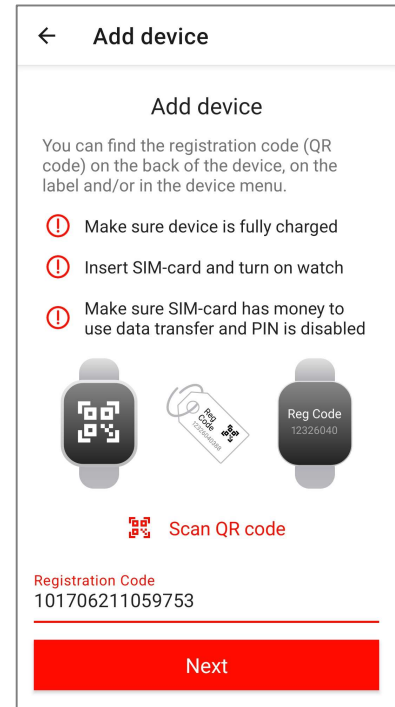 Add device
Add device
You can find the registration code (QR
code) on the back of the device, on the
label and/or in the device menu.
Make sure device is fully charged
Insert SIM-card and turn on watch
Make sure SIM-card has money to
use data transfer and PIN is disabled
Reg
Code
Reg Code
12326040
Scan QR code
Registration Code
101706211059753
Next